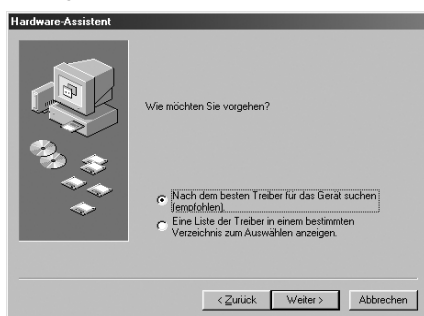 Hardware-Assistent
Wie möchten Sie vorgehen?
Nach dem besten Treiber für das Gerät suchen
(empfohlen).
Eine Liste der Treiber in einem bestimmten
Verzeichnis zum Auswählen anzeigen.
< Zurück Weiter > Abbrechen